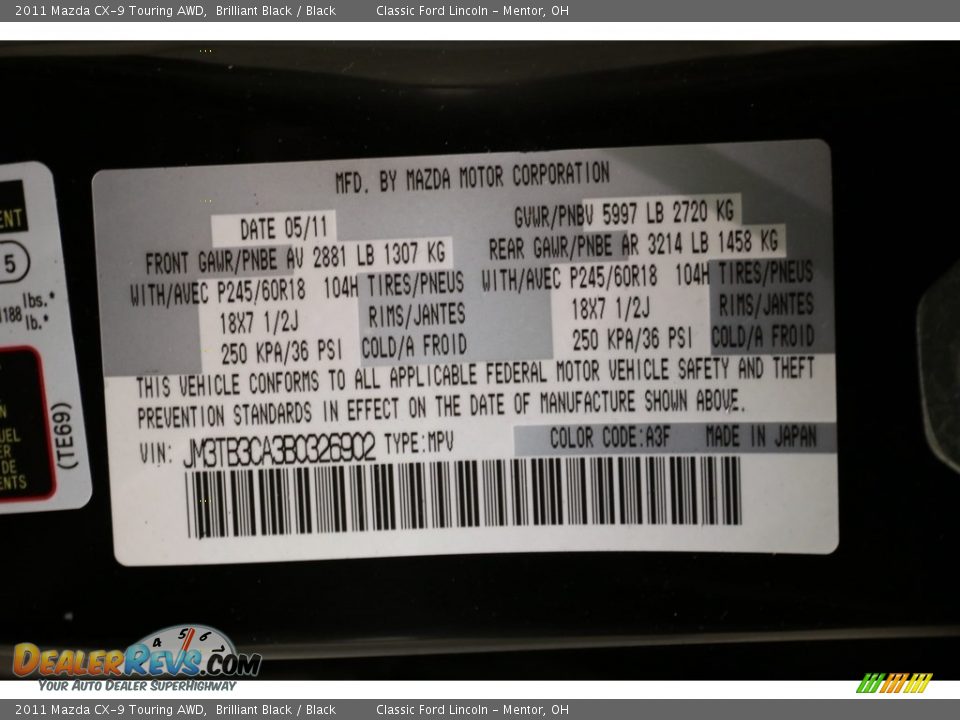 2011 Mazda CX-9 Touring AWD, Brilliant Black / Black Classic Ford Lincoln - Mentor, OH
MFD. BY MAZDA MOTOR CORPORATION
DATE 05/11 GVWR/PNBV 5997 LB 2720 KG
FRONT GAWR/PNBE AV 2881 LB 1307 KG REAR GAWR/PNBE AR 3214 LB 1458 KG
WITH/AVEC P245/60R18 104H TIRES/PNEUS WITH/AVEC P245/60R18 104H TIRES/PNEUS
18X7 1/2J RIMS/JANTES 18X7 1/2J RIMS/JANTES
250 KPA/36 PSI COLD/A FROID 250 KPA/36 PSI COLD/A FROID
THIS VEHICLE CONFORMS TO ALL APPLICABLE FEDERAL MOTOR VEHICLE SAFETY AND THEFT
PREVENTION STANDARDS IN EFFECT ON THE DATE OF MANUFACTURE SHOWN ABOVE.
VIN: JM3TB3CA3B0326902 TYPE:MPV COLOR CODE:A3F MADE IN JAPAN
5
lbs.*
lb.*
(TE69)
DE
4 5 6
DealerRevs.com
Your Auto Dealer SuperHighway
2011 Mazda CX-9 Touring AWD, Brilliant Black / Black Classic Ford Lincoln - Mentor, OH